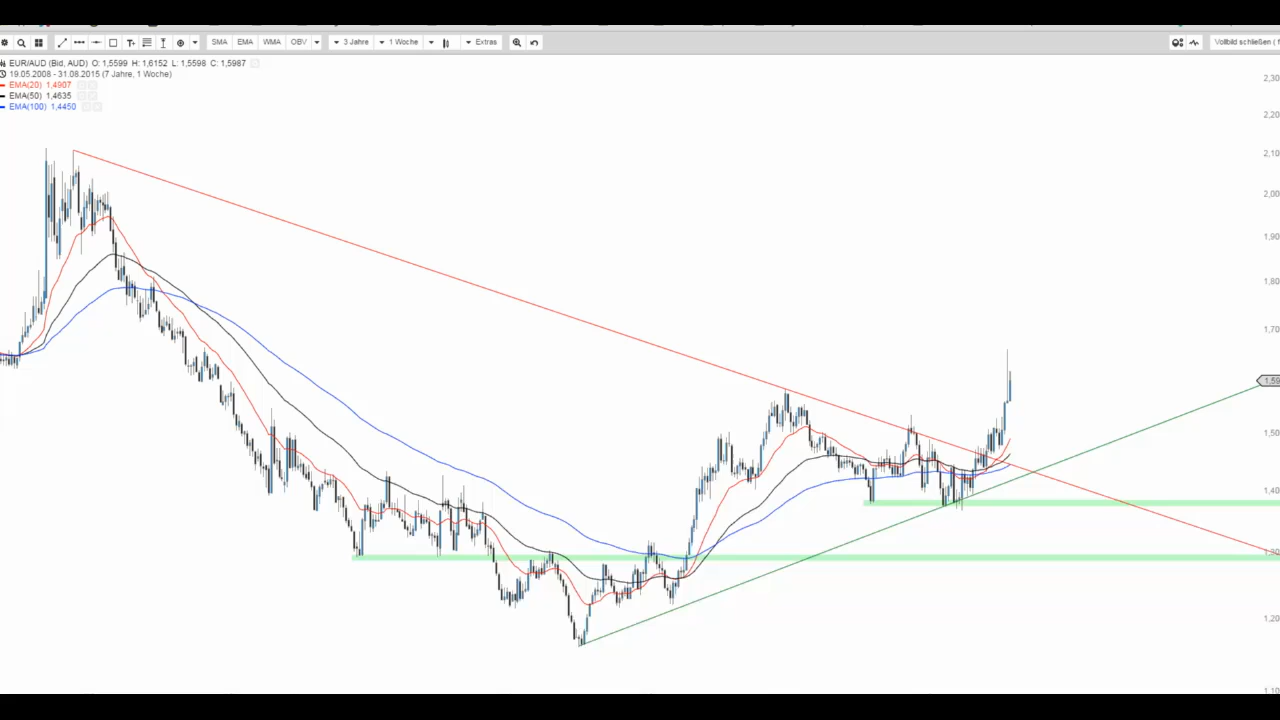 SMA EMA WMA OBV 3 Jahre 1 Woche Extras Vollbild schließen (
EUR/AUD (Bid, AUD) O: 1,5599 H: 1,6152 L: 1,5598 C: 1,5987
19.05.2008 - 31.08.2015 (7 Jahre, 1 Woche)
EMA(20) 1,4907
EMA(50) 1,4635
EMA(100) 1,4450
2,30
2,20
2,10
2,00
1,90
1,80
1,70
1,59
1,50
1,40
1,30
1,20
1,10